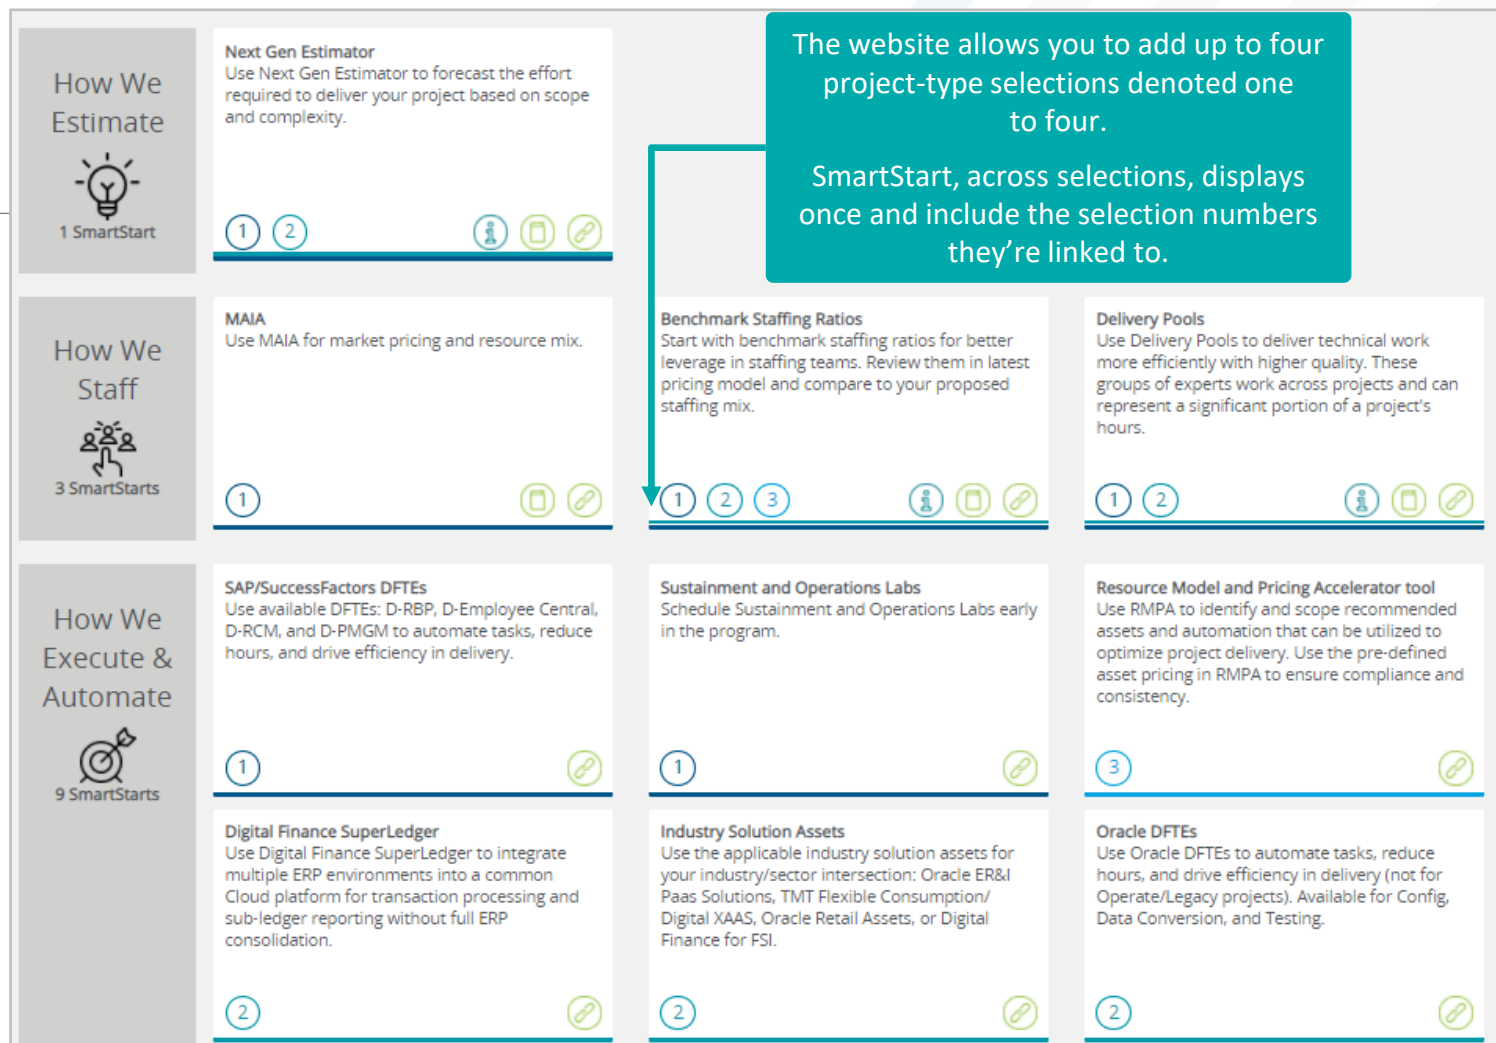 How We
Estimate
1 SmartStart
Next Gen Estimator
Use Next Gen Estimator to forecast the effort
required to deliver your project based on scope
and complexity.
1 2
The website allows you to add up to four
project-type selections denoted one
to four.
SmartStart, across selections, displays
once and include the selection numbers
they’re linked to.
How We
Staff
3 SmartStarts
MAIA
Use MAIA for market pricing and resource mix.
1
Benchmark Staffing Ratios
Start with benchmark staffing ratios for better
leverage in staffing teams. Review them in latest
pricing model and compare to your proposed
staffing mix.
1 2 3
Delivery Pools
Use Delivery Pools to deliver technical work
more efficiently with higher quality. These
groups of experts work across projects and can
represent a significant portion of a project's
hours.
1 2
How We
Execute &
Automate
9 SmartStarts
SAP/SuccessFactors DFTEs
Use available DFTEs: D-RBP, D-Employee Central,
D-RCM, and D-PMGM to automate tasks, reduce
hours, and drive efficiency in delivery.
1
Sustainment and Operations Labs
Schedule Sustainment and Operations Labs early
in the program.
1
Resource Model and Pricing Accelerator tool
Use RMPA to identify and scope recommended
assets and automation that can be utilized to
optimize project delivery. Use the pre-defined
asset pricing in RMPA to ensure compliance and
consistency.
3
Digital Finance SuperLedger
Use Digital Finance SuperLedger to integrate
multiple ERP environments into a common
Cloud platform for transaction processing and
sub-ledger reporting without full ERP
consolidation.
2
Industry Solution Assets
Use the applicable industry solution assets for
your industry/sector intersection: Oracle ER&I
Paas Solutions, TMT Flexible Consumption/
Digital XAAS, Oracle Retail Assets, or Digital
Finance for FSI.
2
Oracle DFTEs
Use Oracle DFTEs to automate tasks, reduce
hours, and drive efficiency in delivery (not for
Operate/Legacy projects). Available for Config,
Data Conversion, and Testing.
2